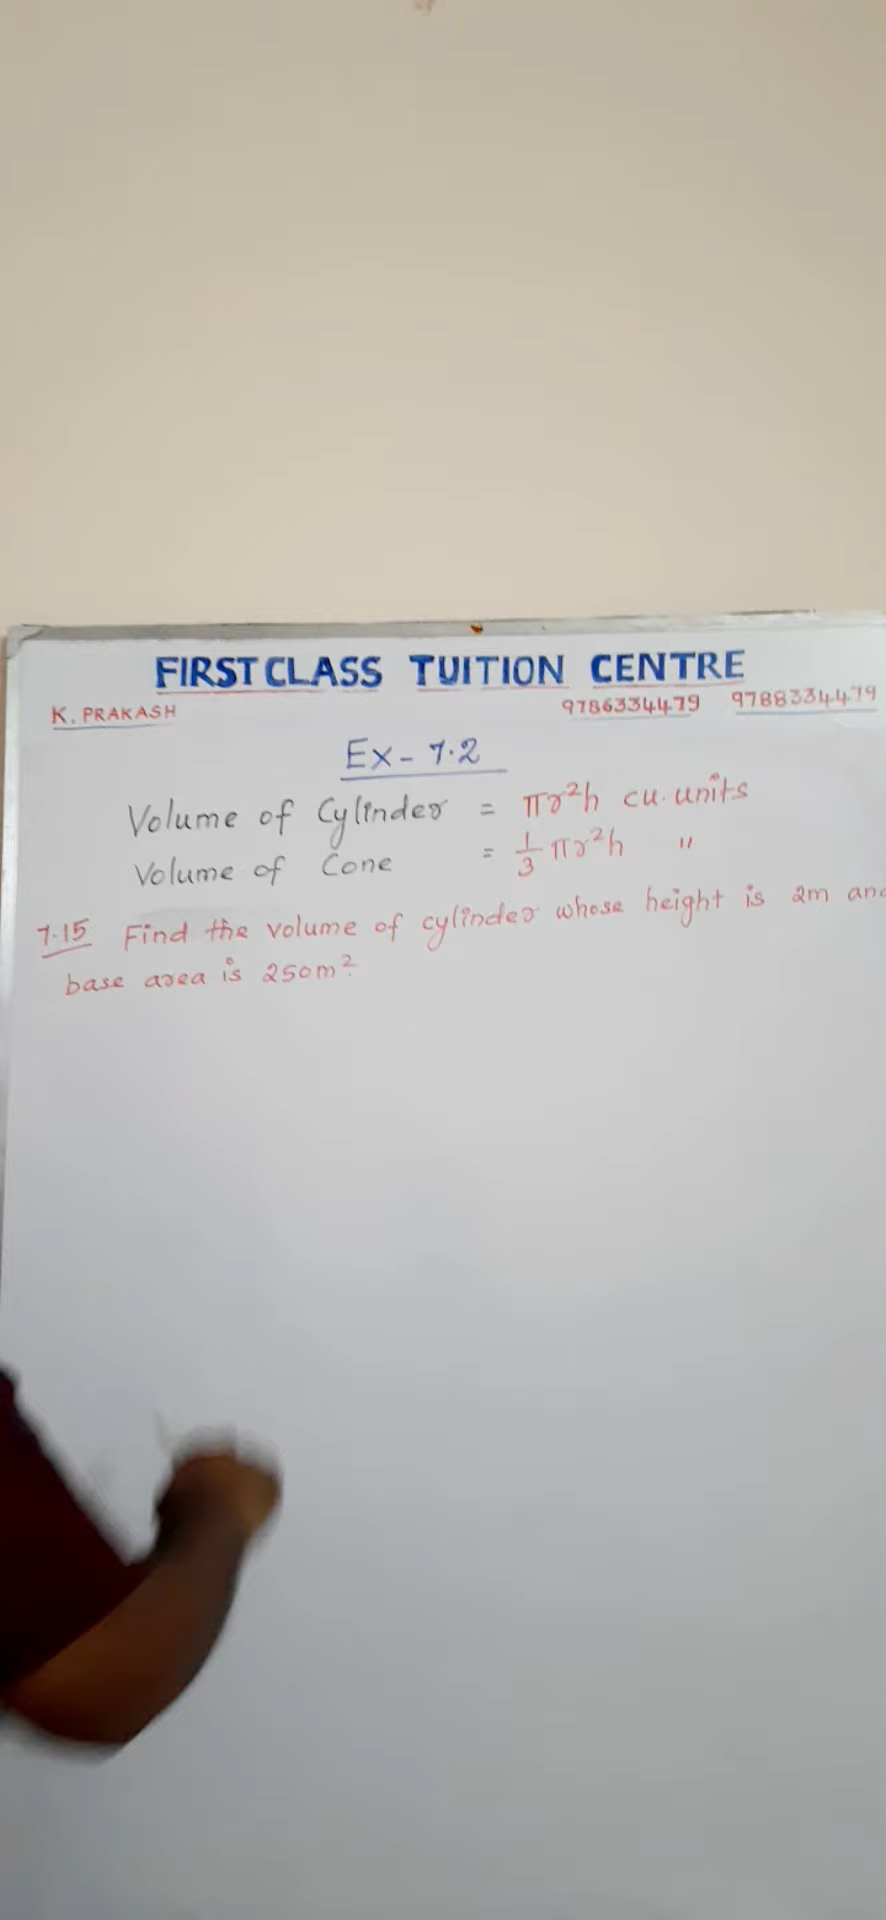 FIRST CLASS TUITION CENTRE
K. PRAKASH 9786334479 9788334479
Ex - 7.2
Volume of Cylinder = πr²h cu. units
Volume of Cone = 1/3 πr²h "
7.15 Find the volume of cylinder whose height is 2m and
base area is 250m².